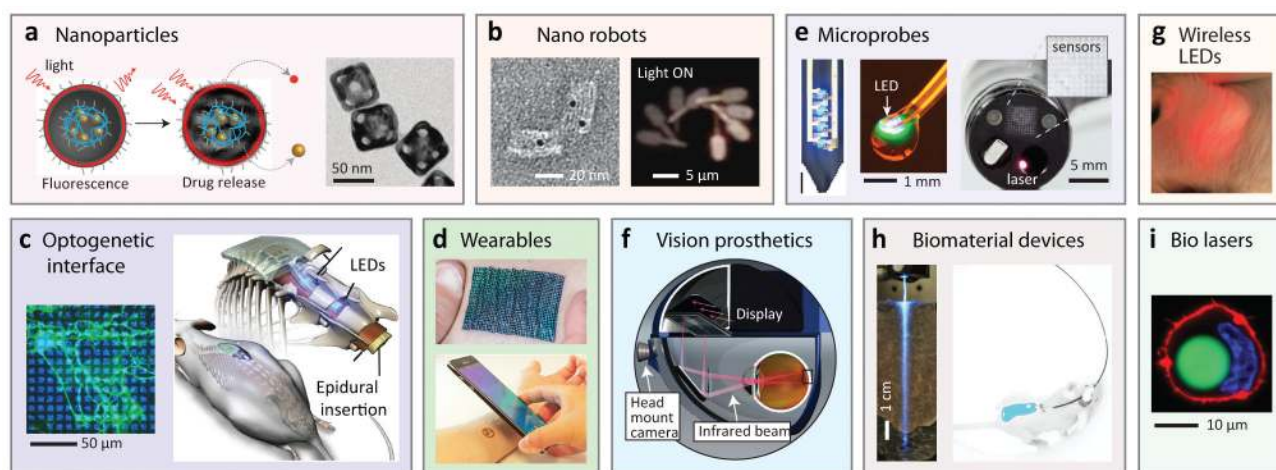 a Nanoparticles
light
Fluorescence
Drug release
50 nm
b Nano robots
20 nm
Light ON
5 µm
e Microprobes
LED
1 mm
sensors
laser
5 mm
g Wireless
LEDs
c Optogenetic
interface
50 µm
LEDs
Epidural
insertion
d Wearables
f Vision prosthetics
Display
Head
mount
camera
Infrared beam
h Biomaterial devices
1 cm
i Bio lasers
10 µm